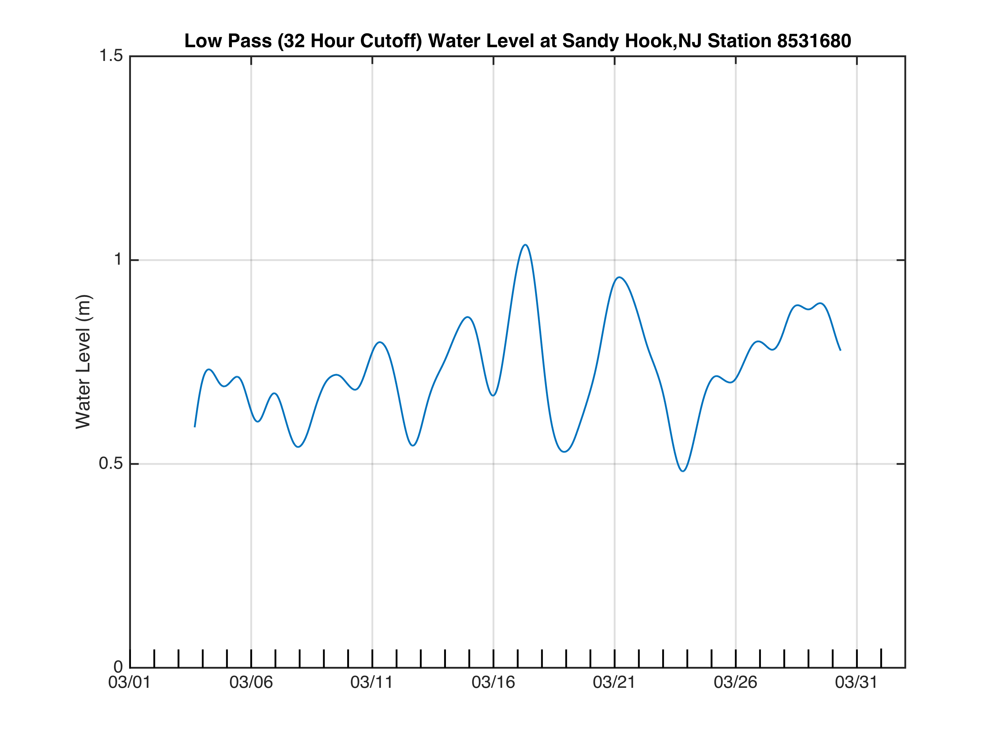 Low Pass (32 Hour Cutoff) Water Level at Sandy Hook,NJ Station 8531680
1.5
1
0.5
0
Water Level (m)
03/01 03/06 03/11 03/16 03/21 03/26 03/31